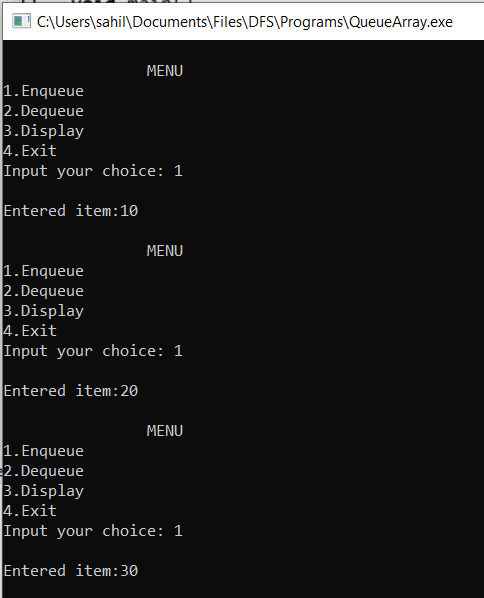 C:\Users\sahil\Documents\Files\DFS\Programs\QueueArray.exe
MENU
1.Enqueue
2.Dequeue
3.Display
4.Exit
Input your choice: 1
Entered item:10
MENU
1.Enqueue
2.Dequeue
3.Display
4.Exit
Input your choice: 1
Entered item:20
MENU
1.Enqueue
2.Dequeue
3.Display
4.Exit
Input your choice: 1
Entered item:30